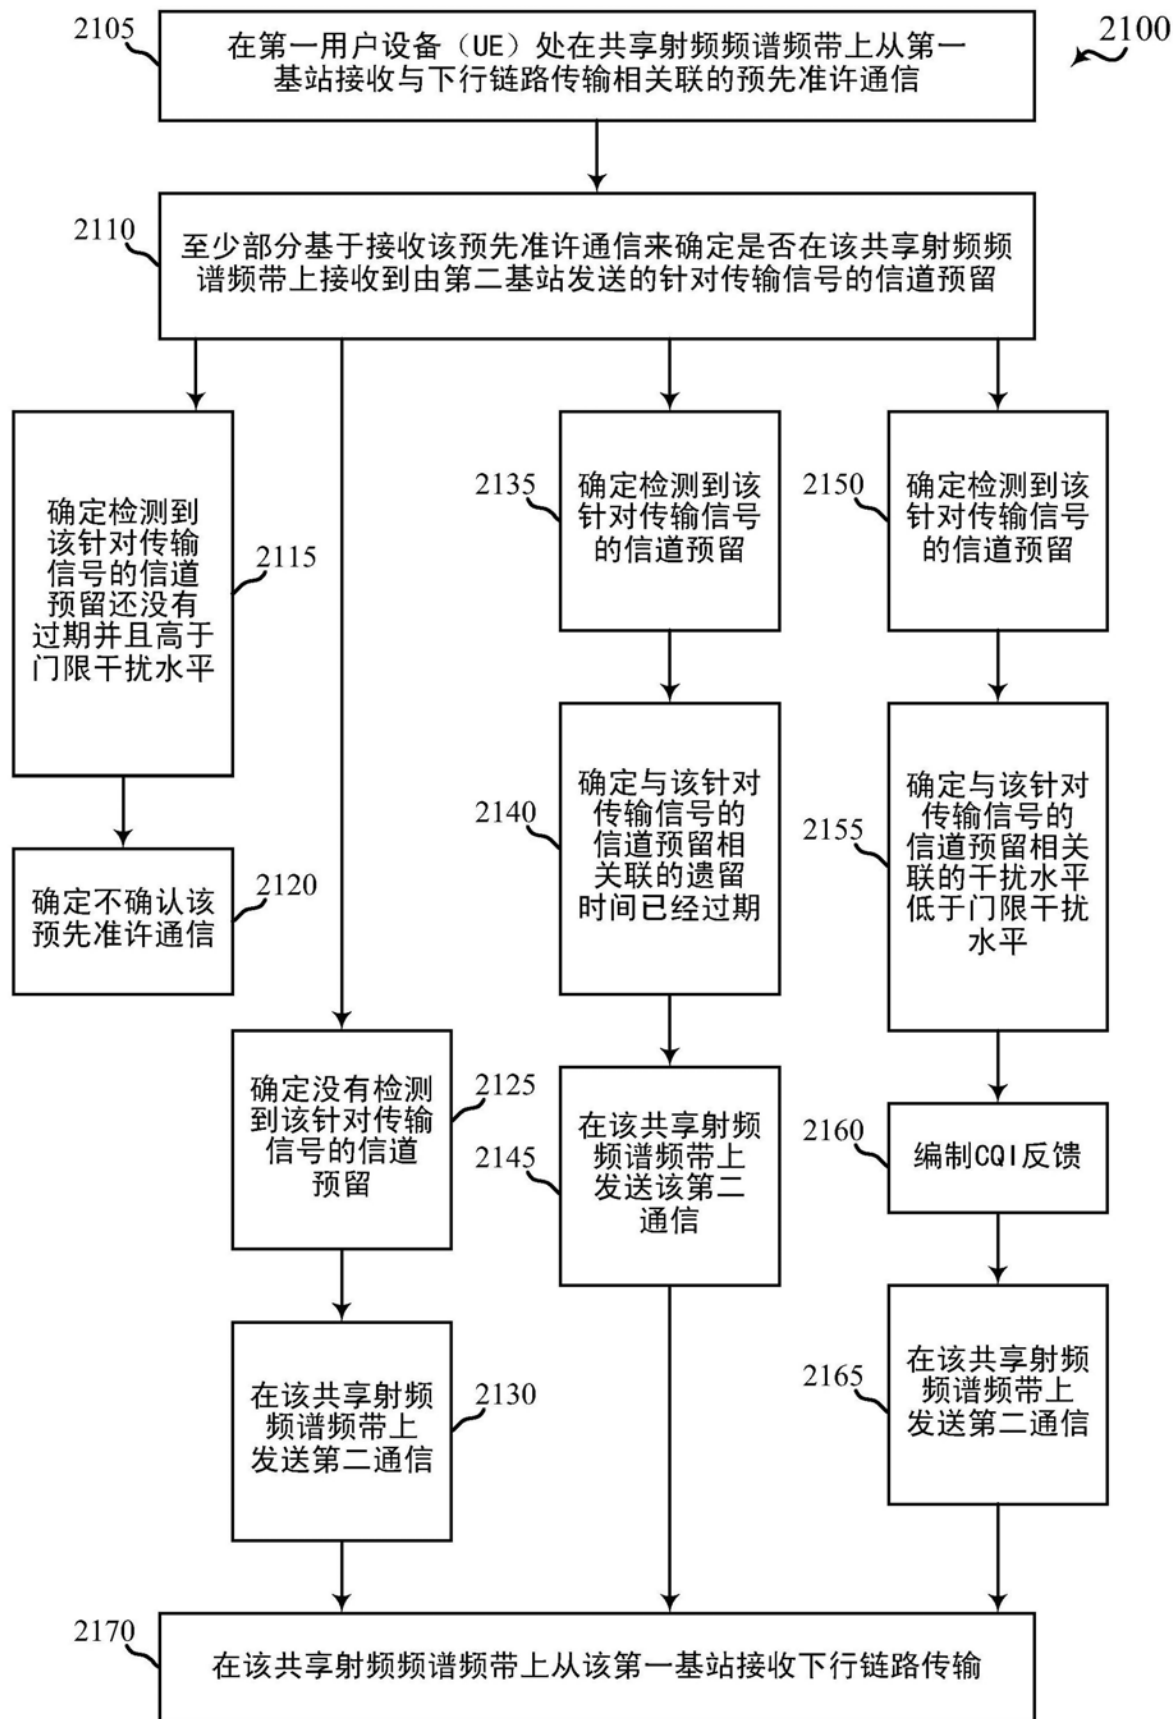 2105
2100
在第一用户设备（UE）处在共享射频频谱频带上从第一
基站接收与下行链路传输相关联的预先准许通信
2110
至少部分基于接收该预先准许通信来确定是否在该共享射频频
谱频带上接收到由第二基站发送的针对传输信号的信道预留
确定检测到
该针对传输
信号的信道
预留还没有
过期并且高于
门限干扰水平
2115
确定不确认该
预先准许通信
2120
确定没有检测
到该针对传输
信号的信道
预留
2125
在该共享射频
频谱频带上
发送第二通信
2130
2135
确定检测到该
针对传输信号
的信道预留
2140
确定与该针对
传输信号的
信道预留相
关联的遗留
时间已经过期
2145
在该共享射频
频谱频带上
发送该第二
通信
2150
确定检测到该
针对传输信号
的信道预留
2155
确定与该针对
传输信号的
信道预留相关
联的干扰水平
低于门限干扰
水平
2160
编制CQI反馈
2165
在该共享射频
频谱频带上
发送第二通信
2170
在该共享射频频谱频带上从该第一基站接收下行链路传输